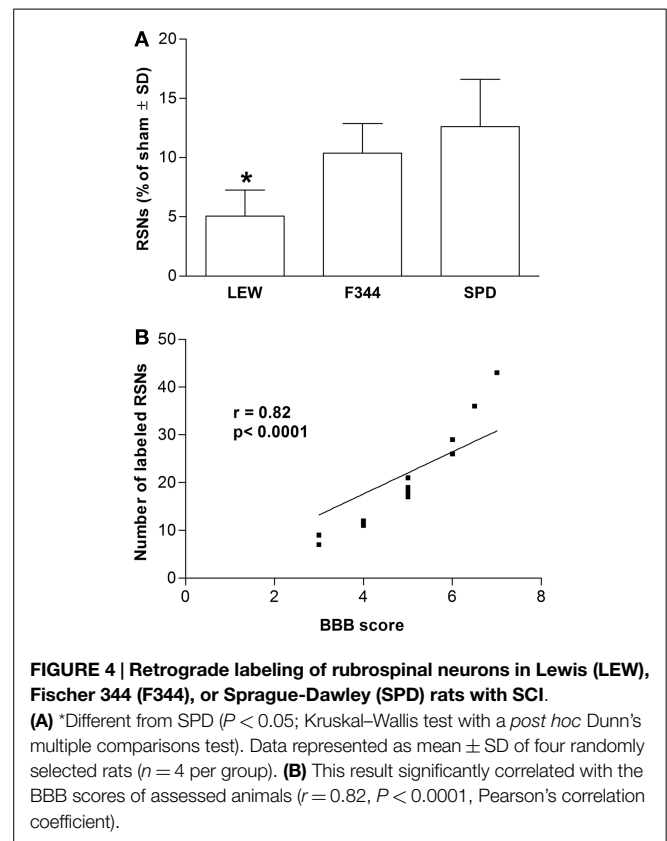 A
20
15
10
5
0
RSNs (% of sham ± SD)
*
LEW F344 SPD
B
50
40
30
20
10
0
Number of labeled RSNs
r = 0.82
p< 0.0001
0 2 4 6 8
BBB score
FIGURE 4 | Retrograde labeling of rubrospinal neurons in Lewis (LEW),
Fischer 344 (F344), or Sprague-Dawley (SPD) rats with SCI.
(A) *Different from SPD (P < 0.05; Kruskal–Wallis test with a post hoc Dunn's
multiple comparisons test). Data represented as mean ± SD of four randomly
selected rats (n = 4 per group). (B) This result significantly correlated with the
BBB scores of assessed animals (r = 0.82, P < 0.0001, Pearson's correlation
coefficient).